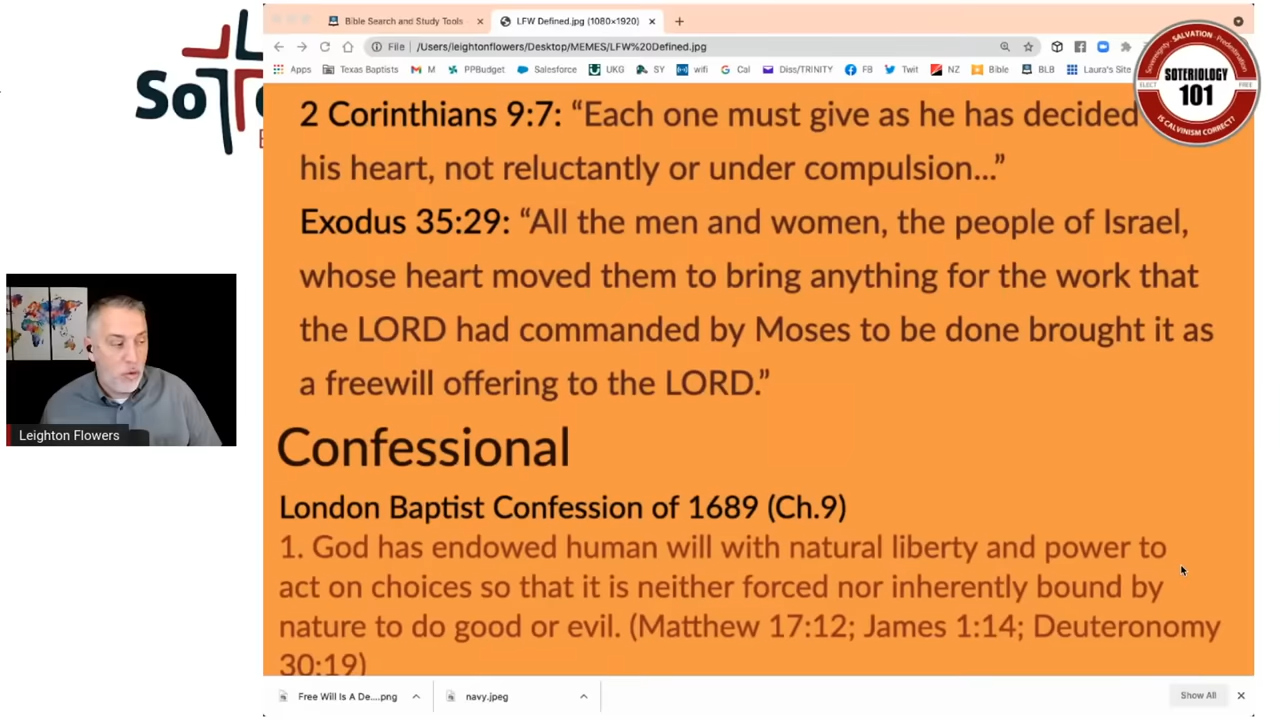 So
Bible Search and Study Tools
LFW Defined.jpg (1080×1920)
File
/Users/leightonflowers/Desktop/MEMES/LFW%20Defined.jpg
Apps
Texas Baptists
M
PPBudget
Salesforce
UKG
SY
wifi
Cal
Diss/TRINITY
FB
Twit
NZ
Bible
BLB
Laura's Site
Sovereignty SALVATION Predestination
ELECT
SOTERIOLOGY
FREE
101
IS CALVINISM CORRECT?
2 Corinthians 9:7: “Each one must give as he has decided
his heart, not reluctantly or under compulsion...”
Exodus 35:29: “All the men and women, the people of Israel,
whose heart moved them to bring anything for the work that
the LORD had commanded by Moses to be done brought it as
a freewill offering to the LORD.”
Confessional
London Baptist Confession of 1689 (Ch.9)
1. God has endowed human will with natural liberty and power to
act on choices so that it is neither forced nor inherently bound by
nature to do good or evil. (Matthew 17:12; James 1:14; Deuteronomy
30:19)
Leighton Flowers
Free Will Is A De....png
navy.jpeg
Show All